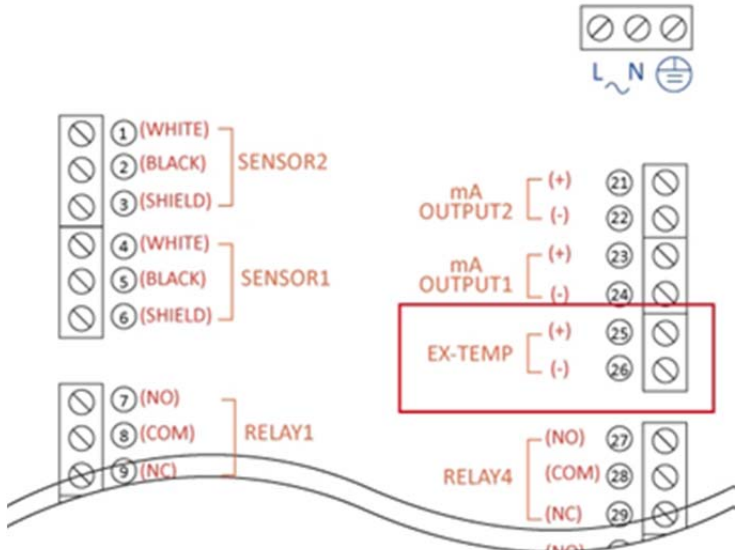 L N
1 (WHITE)
2 (BLACK) SENSOR2
3 (SHIELD)
4 (WHITE)
5 (BLACK) SENSOR1
6 (SHIELD)
7 (NO)
8 (COM) RELAY1
9 (NC)
mA OUTPUT2
(+) 21
(-) 22
mA OUTPUT1
(+) 23
(-) 24
EX-TEMP
(+) 25
(-) 26
RELAY4
(NO) 27
(COM) 28
(NC) 29
(NO)